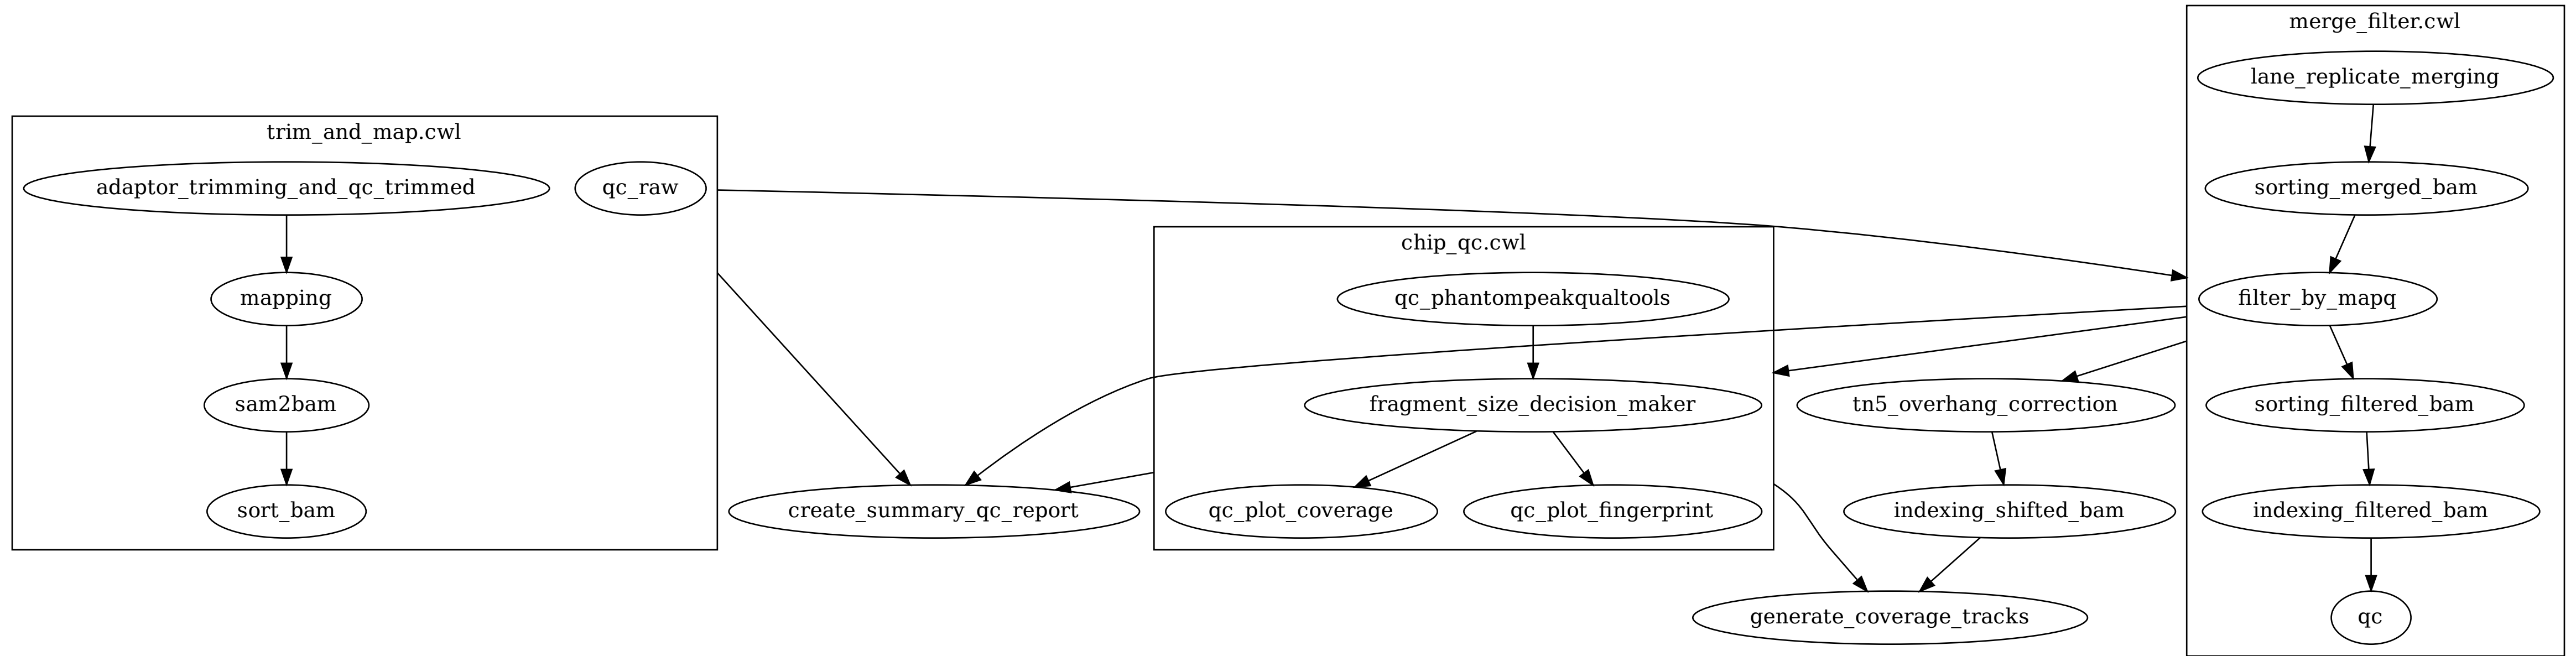 merge_filter.cwl
lane_replicate_merging
trim_and_map.cwl
adaptor_trimming_and_qc_trimmed
qc_raw
sorting_merged_bam
chip_qc.cwl
mapping
qc_phantompeakqualtools
filter_by_mapq
sam2bam
fragment_size_decision_maker
tn5_overhang_correction
sorting_filtered_bam
sort_bam
create_summary_qc_report
qc_plot_coverage
qc_plot_fingerprint
indexing_shifted_bam
indexing_filtered_bam
generate_coverage_tracks
qc